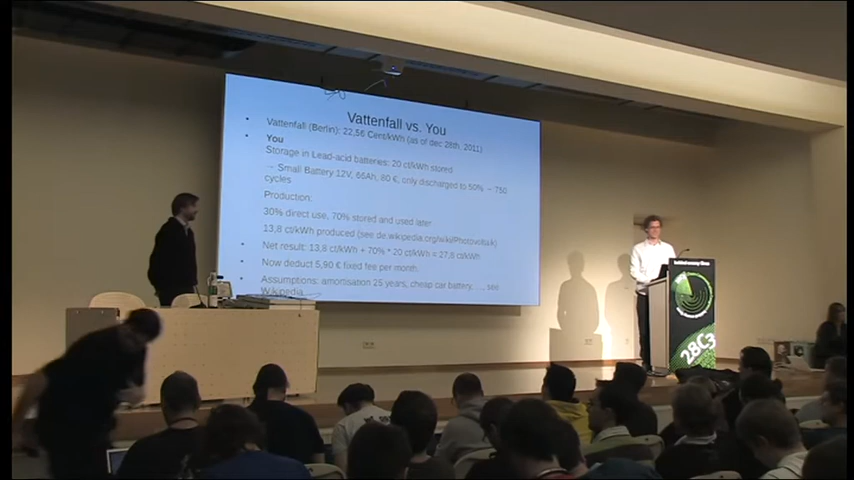 Vattenfall vs. You
• Vattenfall (Berlin): 22,56 Cent/kWh (as of dec 28th, 2011)
• You
Storage in Lead-acid batteries: 20 ct/kWh stored
→ Small Battery 12V, 66Ah, 80 €, only discharged to 50% → 750
cycles
Production:
30% direct use, 70% stored and used later
13,8 ct/kWh produced (see de.wikipedia.org/wiki/Photovoltaik)
• Net result: 13,8 ct/kWh + 70% * 20 ct/kWh = 27,8 ct/kWh
• Now deduct 5,90 € fixed fee per month.
• Assumptions: amortisation 25 years, cheap car battery, ..., see
Wikipedia
behind enemy lines
28C3